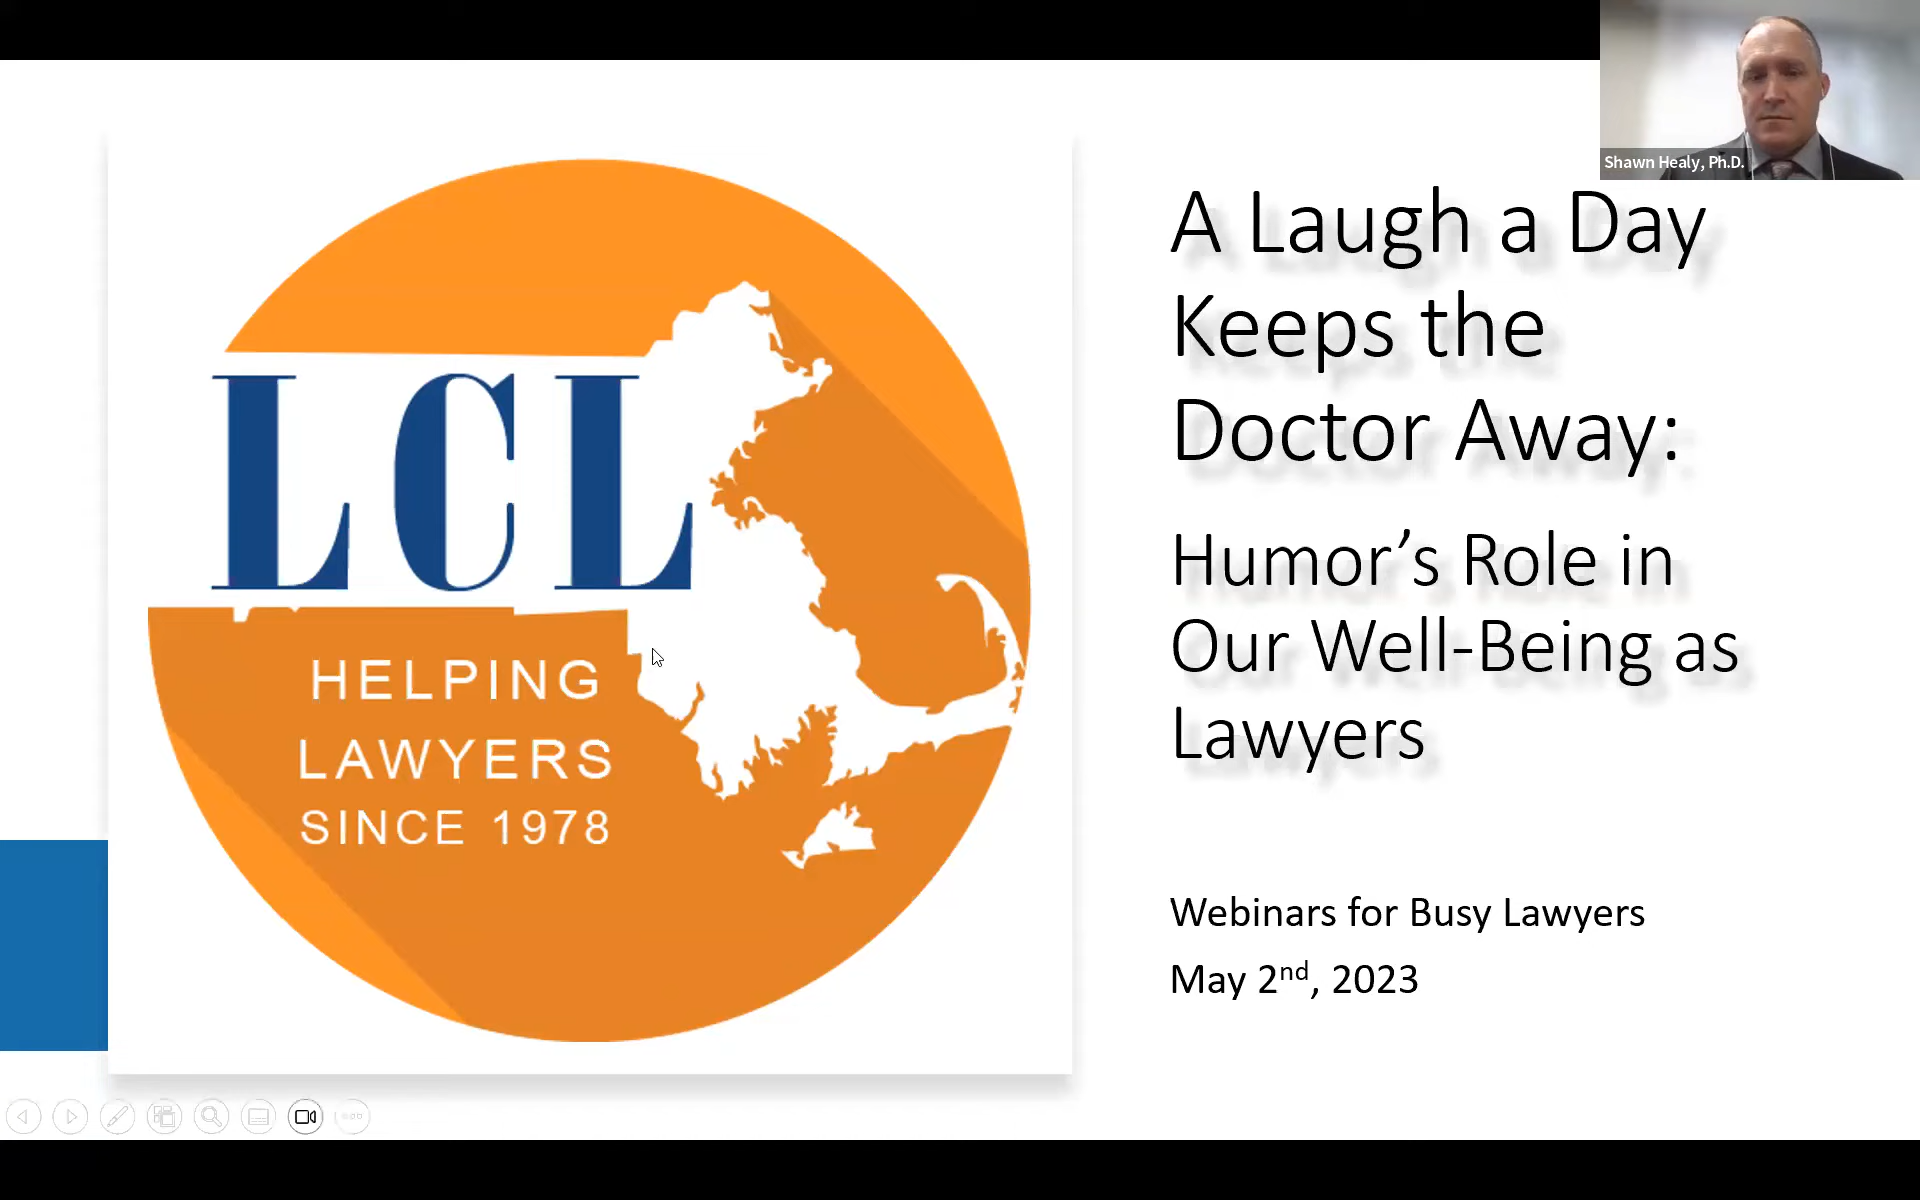 Shawn Healy, Ph.D.
A Laugh a Day
Keeps the
Doctor Away:
Humor’s Role in
Our Well-Being as
Lawyers
LCL
HELPING
LAWYERS
SINCE 1978
Webinars for Busy Lawyers
May 2nd, 2023